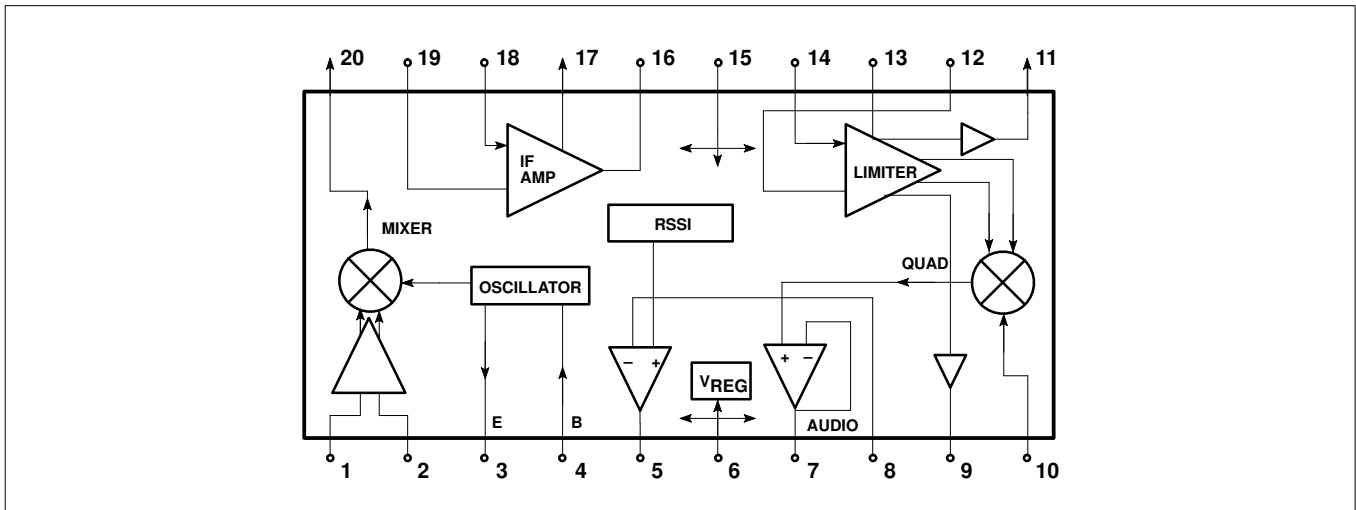 20 19 18 17 16 15 14 13 12 11
IF
AMP
LIMITER
MIXER
RSSI
QUAD
OSCILLATOR
– + + –
VREG
E B AUDIO
1 2 3 4 5 6 7 8 9 10